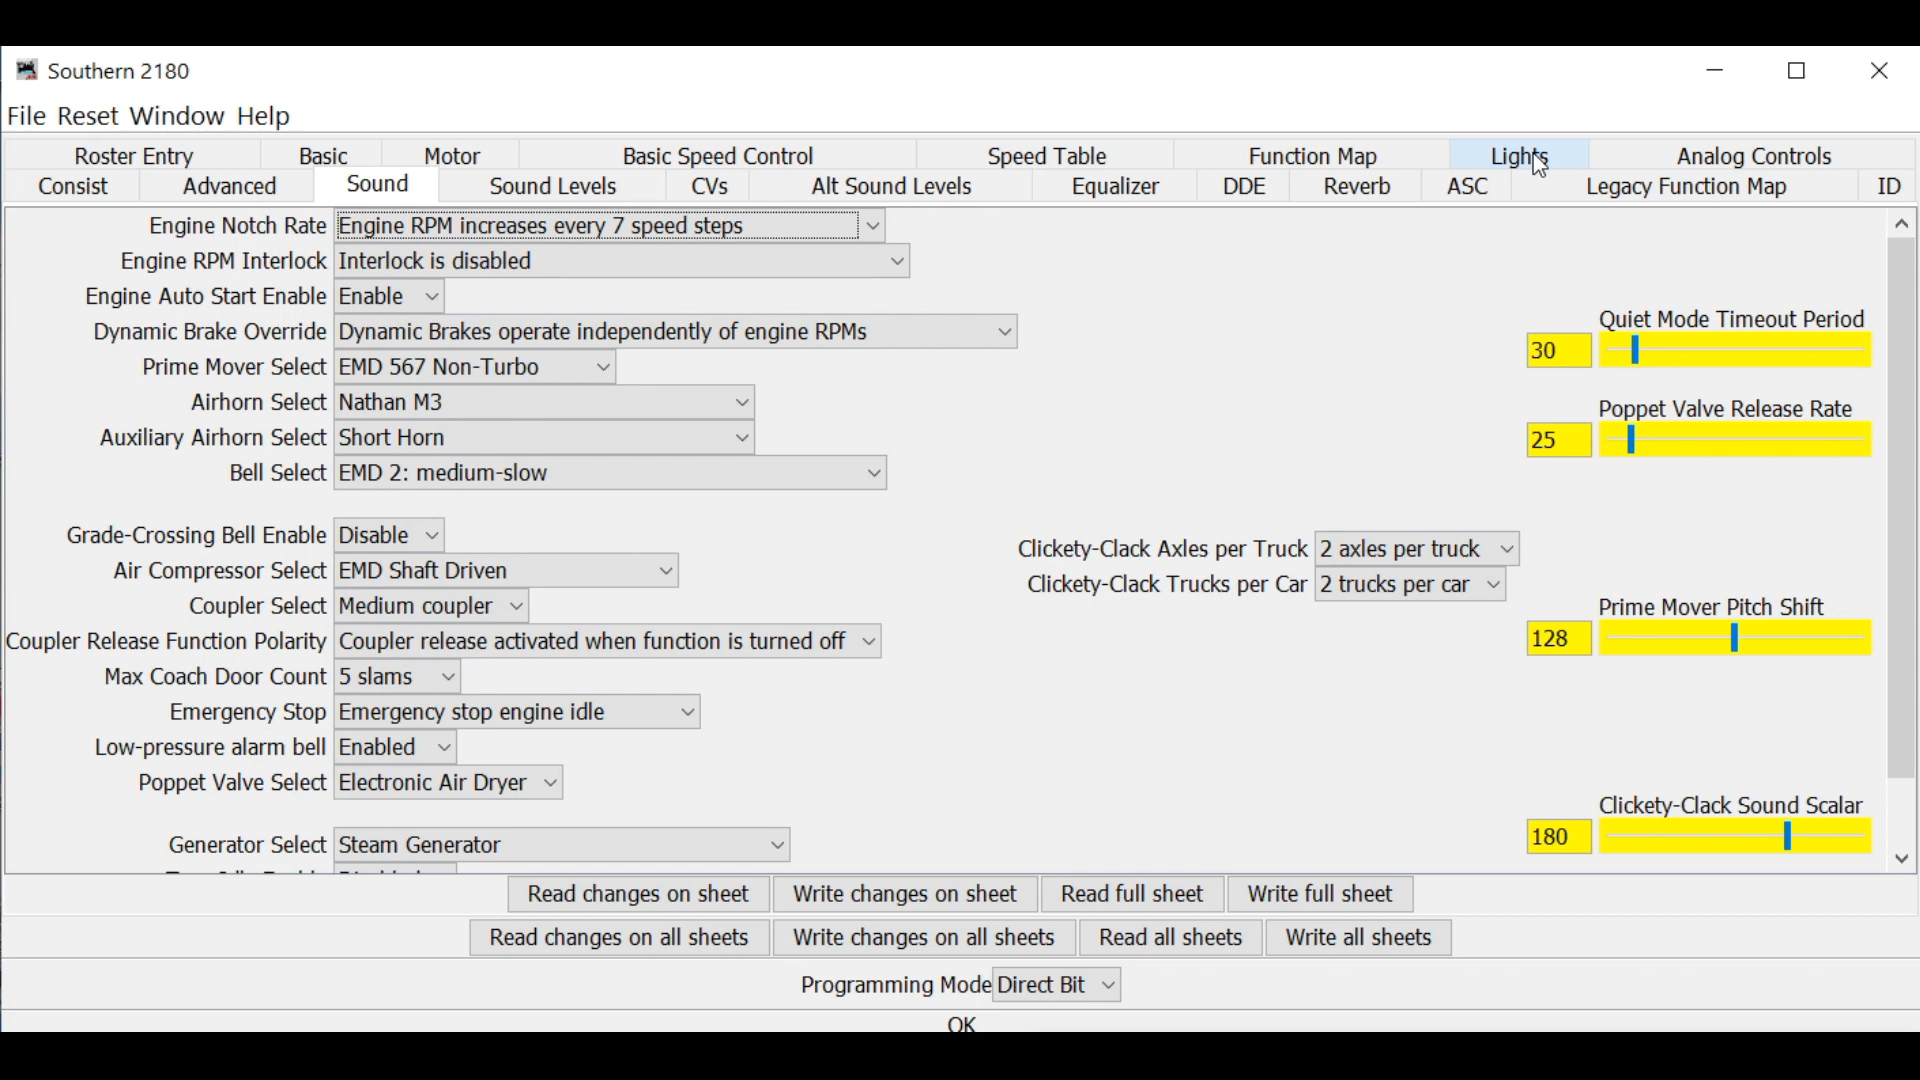 Southern 2180
File Reset Window Help
Roster Entry Basic Motor Basic Speed Control Speed Table Function Map Lights Analog Controls
Consist Advanced Sound Sound Levels CVs Alt Sound Levels Equalizer DDE Reverb ASC Legacy Function Map ID
Engine Notch Rate Engine RPM increases every 7 speed steps
Engine RPM Interlock Interlock is disabled
Engine Auto Start Enable Enable
Dynamic Brake Override Dynamic Brakes operate independently of engine RPMs
Prime Mover Select EMD 567 Non-Turbo
Airhorn Select Nathan M3
Auxiliary Airhorn Select Short Horn
Bell Select EMD 2: medium-slow
Grade-Crossing Bell Enable Disable
Air Compressor Select EMD Shaft Driven
Coupler Select Medium coupler
Coupler Release Function Polarity Coupler release activated when function is turned off
Max Coach Door Count 5 slams
Emergency Stop Emergency stop engine idle
Low-pressure alarm bell Enabled
Poppet Valve Select Electronic Air Dryer
Generator Select Steam Generator
Clickety-Clack Axles per Truck 2 axles per truck
Clickety-Clack Trucks per Car 2 trucks per car
Quiet Mode Timeout Period
30
Poppet Valve Release Rate
25
Prime Mover Pitch Shift
128
Clickety-Clack Sound Scalar
180
Read changes on sheet Write changes on sheet Read full sheet Write full sheet
Read changes on all sheets Write changes on all sheets Read all sheets Write all sheets
Programming Mode Direct Bit
OK